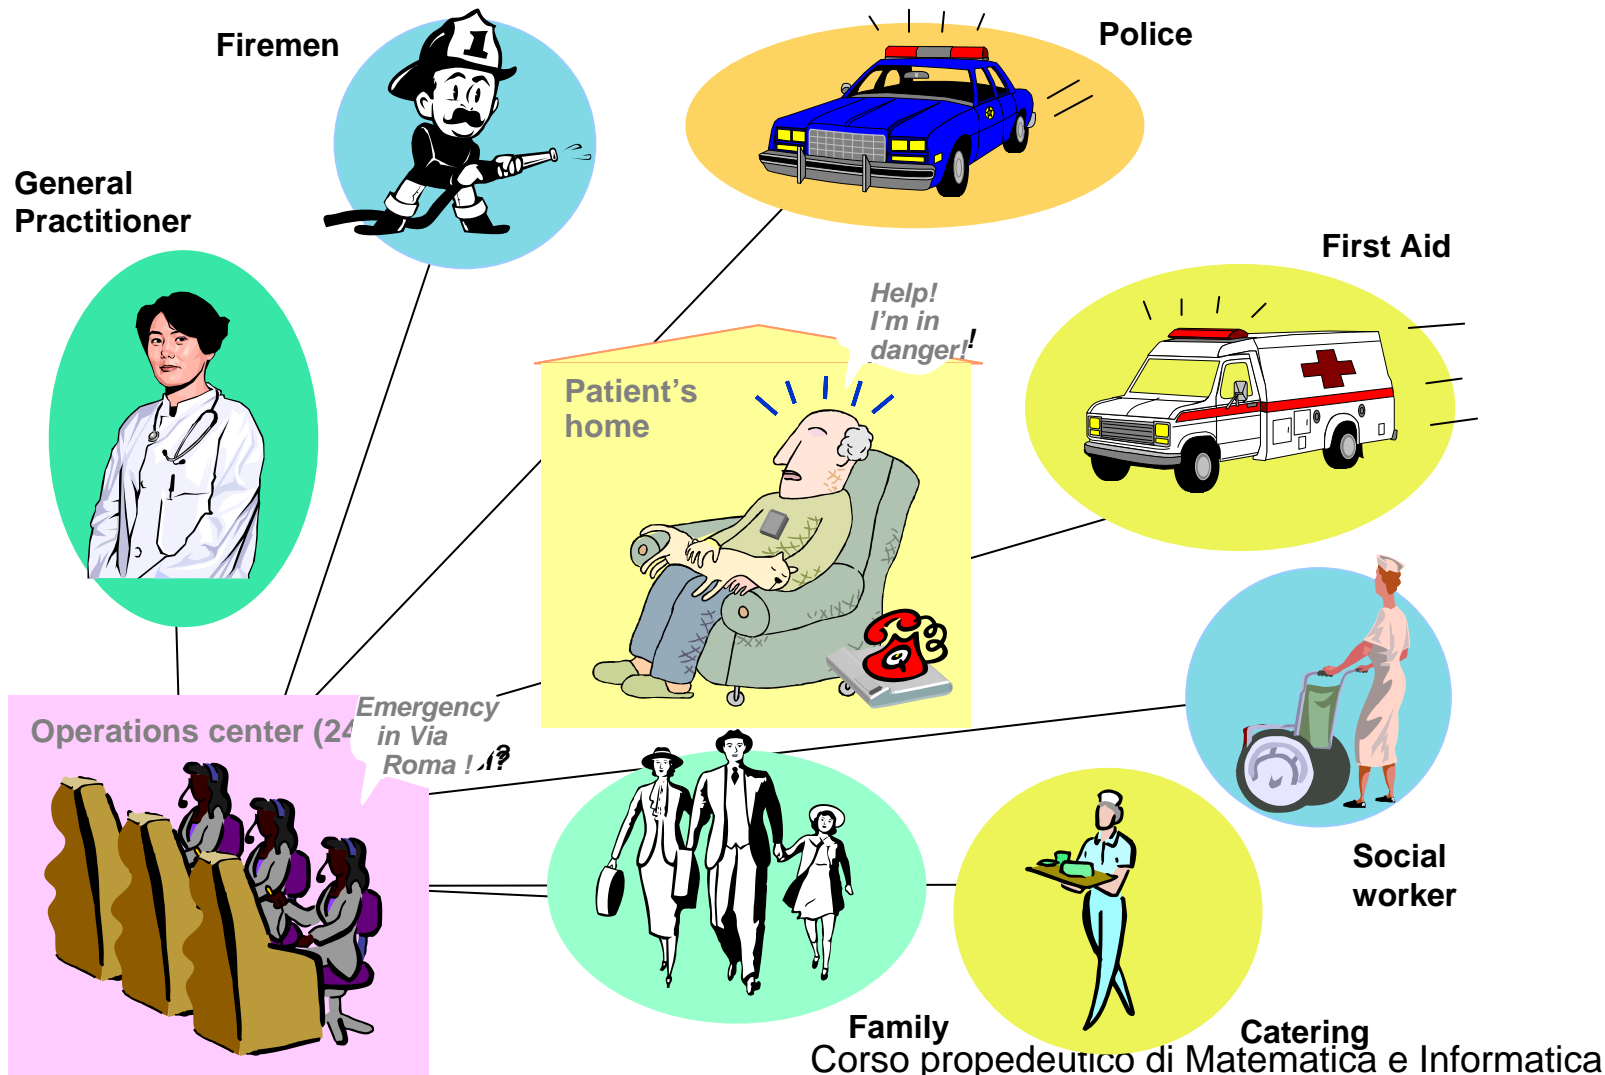 Firemen
Police
General
Practitioner
First Aid
Help!
I'm in
danger!
!
Patient's
home
Operations center (24
Emergency
in Via
Roma !
?
Social
worker
Family
Catering
Corso propedeutico di Matematica e Informatica
1